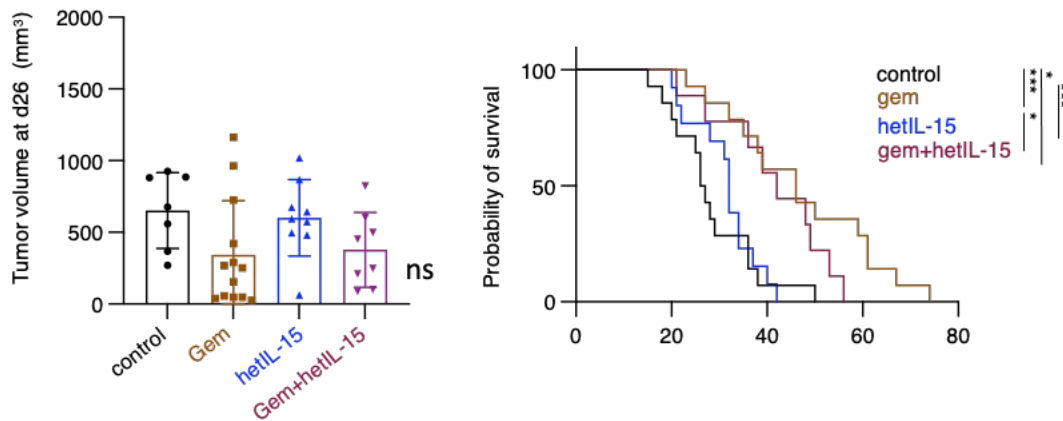 Tumor volume at d26 (mm³)
2000
1500
1000
500
0
control
Gem
hetIL-15
Gem+hetIL-15
ns
Probability of survival
100
50
0
0 20 40 60 80
control
gem
hetIL-15
gem+hetIL-15
***
*
*